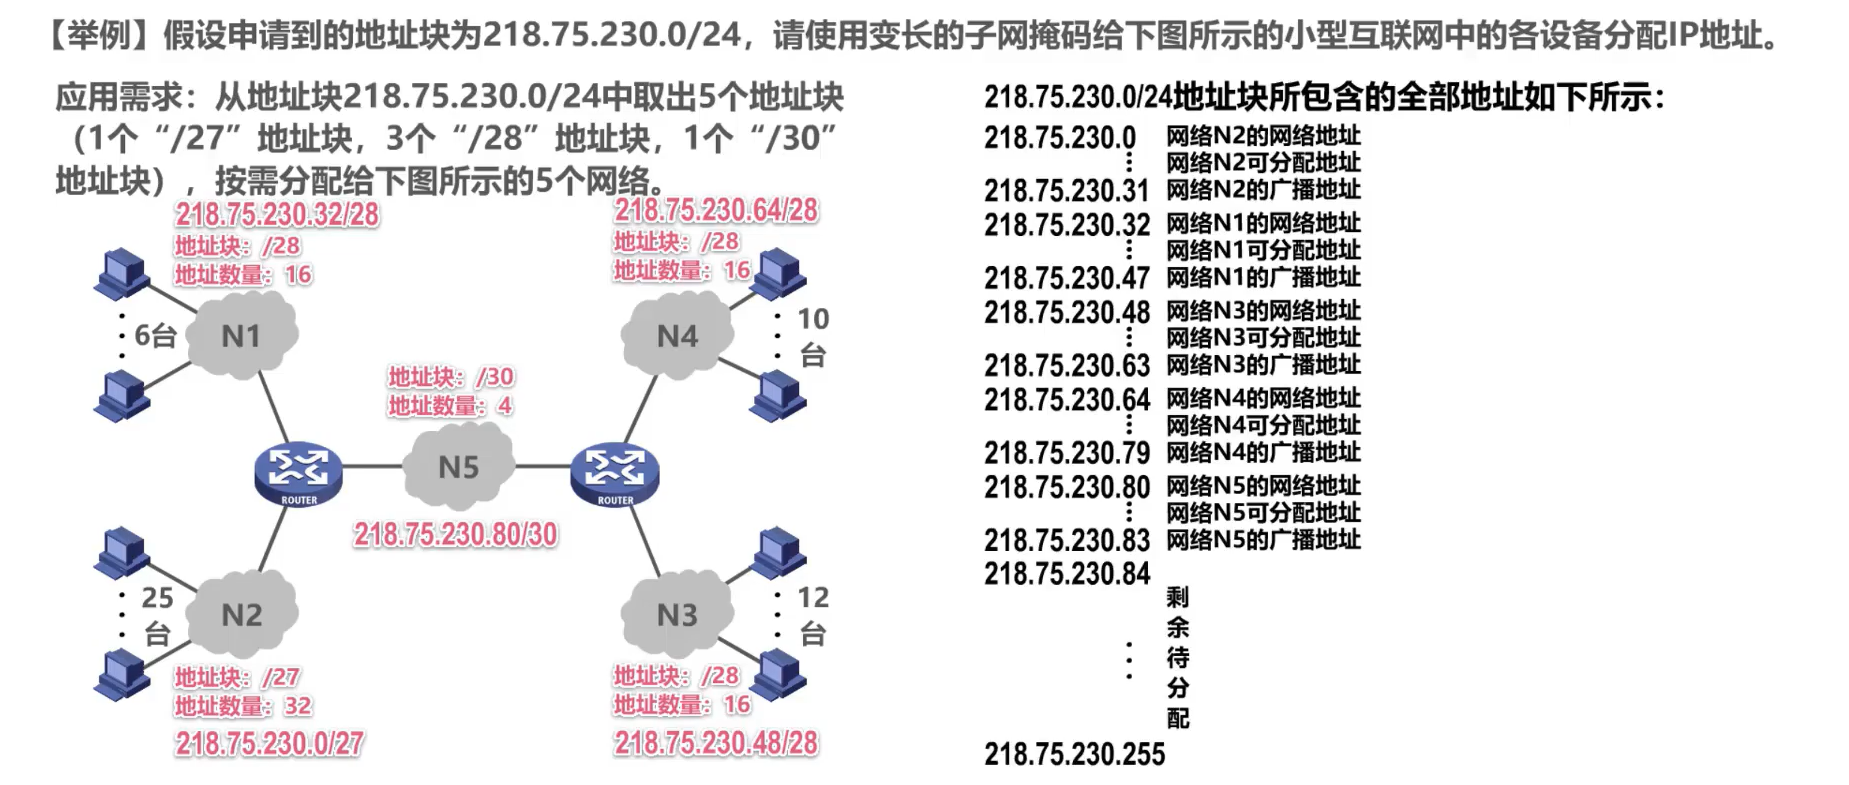 【举例】假设申请到的地址块为218.75.230.0/24，请使用变长的子网掩码给下图所示的小型互联网中的各设备分配IP地址。
应用需求：从地址块218.75.230.0/24中取出5个地址块
（1个“/27”地址块，3个“/28”地址块，1个“/30”
地址块），按需分配给下图所示的5个网络。
218.75.230.32/28
地址块：/28
地址数量：16
6台
N1
218.75.230.64/28
地址块：/28
地址数量：16
N4
10
台
地址块：/30
地址数量：4
N5
ROUTER
ROUTER
218.75.230.80/30
25
台
N2
地址块：/27
地址数量：32
218.75.230.0/27
N3
12
台
地址块：/28
地址数量：16
218.75.230.48/28
218.75.230.0/24地址块所包含的全部地址如下所示：
218.75.230.0 网络N2的网络地址
⋮ 网络N2可分配地址
218.75.230.31 网络N2的广播地址
218.75.230.32 网络N1的网络地址
⋮ 网络N1可分配地址
218.75.230.47 网络N1的广播地址
218.75.230.48 网络N3的网络地址
⋮ 网络N3可分配地址
218.75.230.63 网络N3的广播地址
218.75.230.64 网络N4的网络地址
⋮ 网络N4可分配地址
218.75.230.79 网络N4的广播地址
218.75.230.80 网络N5的网络地址
⋮ 网络N5可分配地址
218.75.230.83 网络N5的广播地址
218.75.230.84
剩
余
待
分
配
218.75.230.255